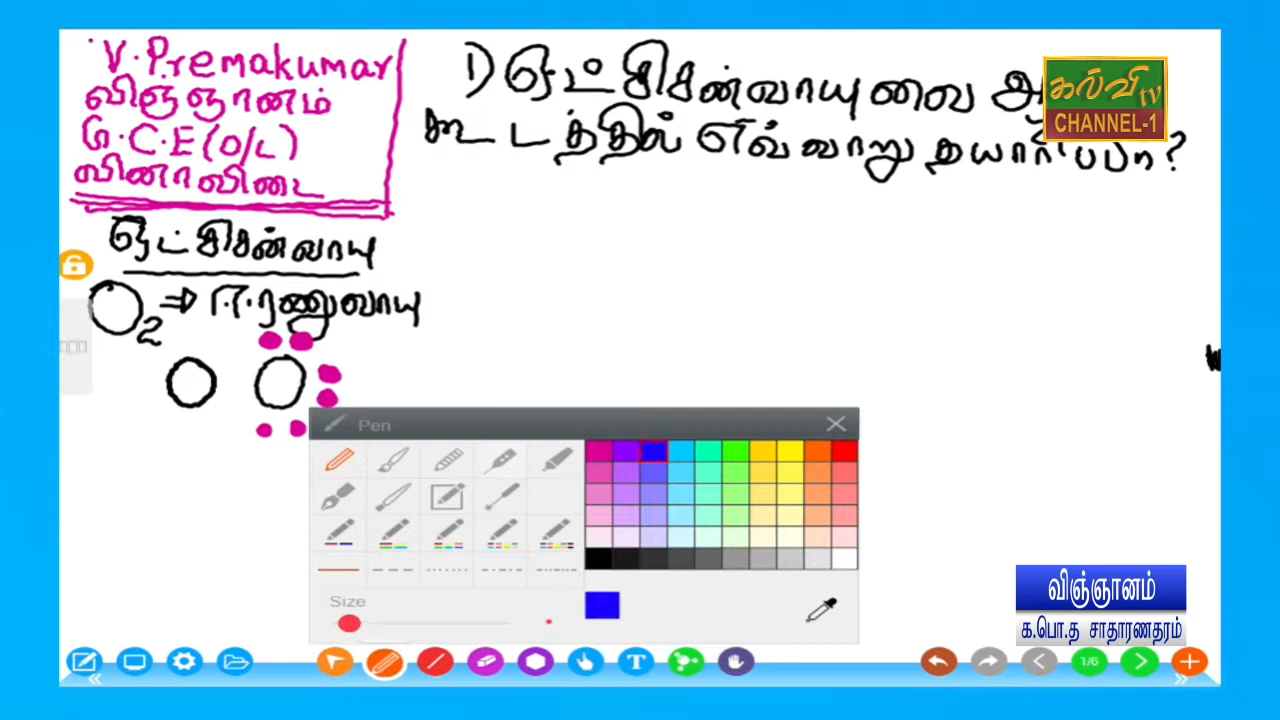 V. Premakumar
விஞ்ஞானம்
G.C.E(O/L)
வினாவிடை
ஒட்சிசன்வாயு
O2 ⇒ ஈரணுவாயு
1) ஒட்சிசன்வாயுவை
கூடத்தில் எவ்வாறு தயாரிப்பர்?
கல்வி tv
CHANNEL-1
Pen
Size
விஞ்ஞானம்
க.பொ.த சாதாரணதரம்
1/6